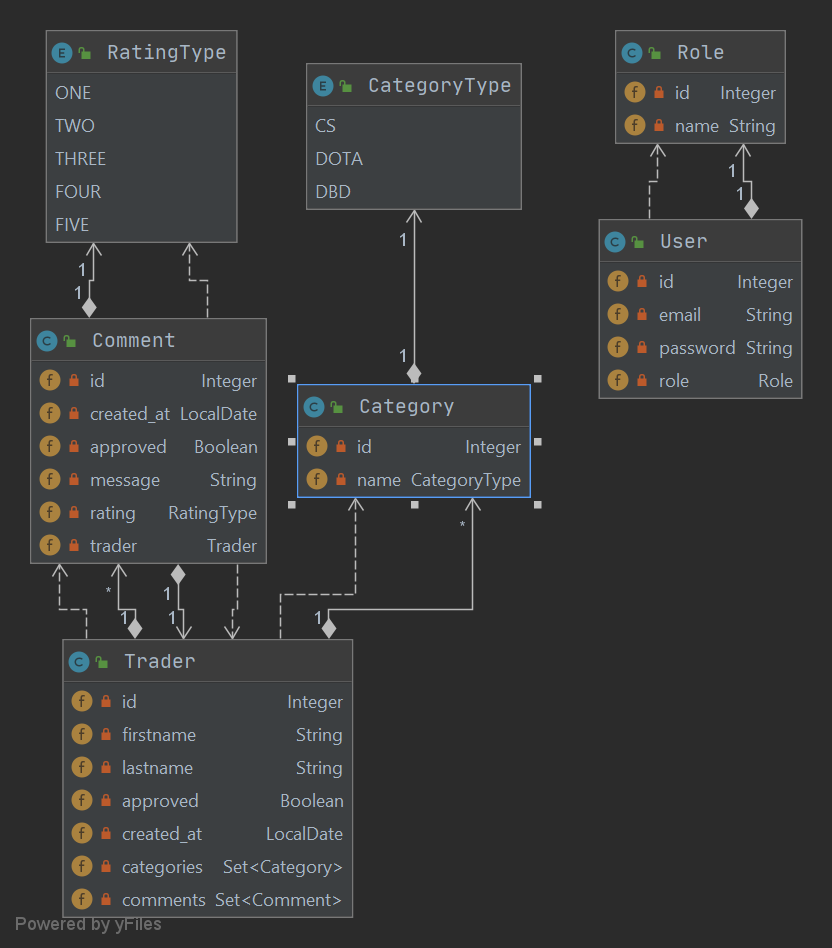 RatingType
ONE
TWO
THREE
FOUR
FIVE
CategoryType
CS
DOTA
DBD
Role
id Integer
name String
1
1
User
id Integer
email String
password String
role Role
1
1
Comment
id Integer
created_at LocalDate
approved Boolean
message String
rating RatingType
trader Trader
1
1
Category
id Integer
name CategoryType
*
1
1
1
*
1
Trader
id Integer
firstname String
lastname String
approved Boolean
created_at LocalDate
categories Set<Category>
comments Set<Comment>
Powered by yFiles